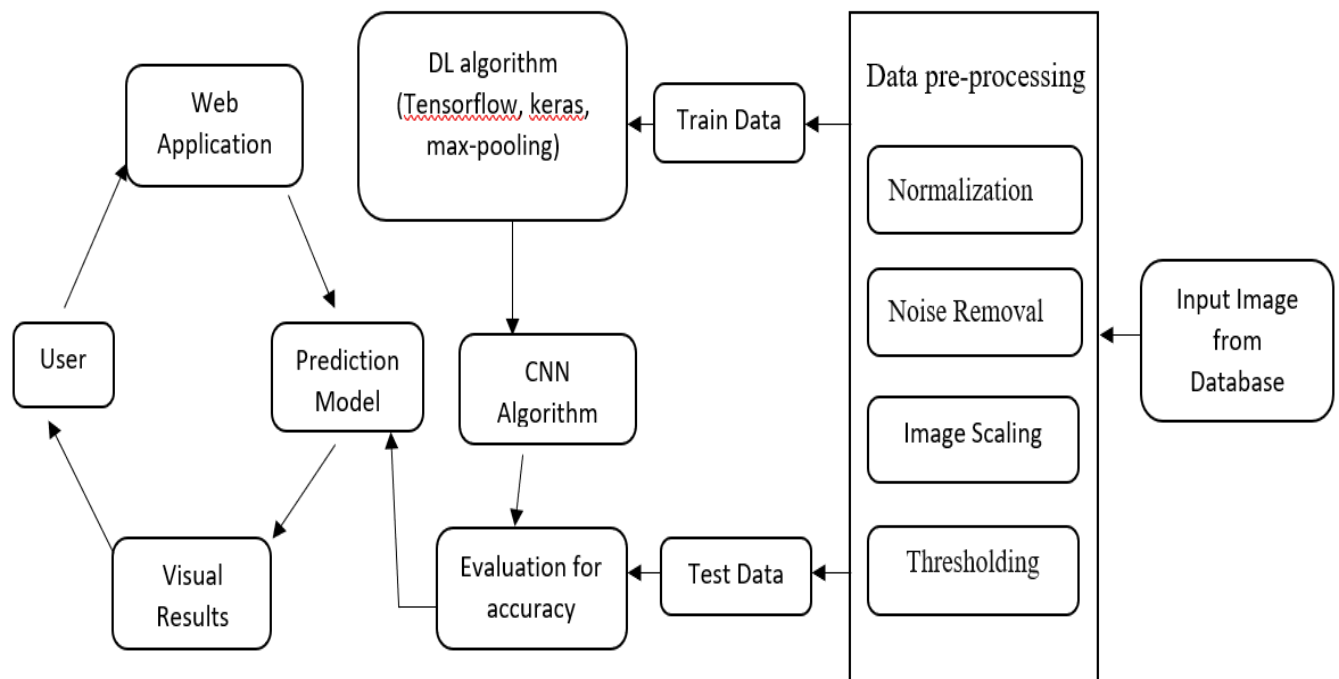 Web
Application
DL algorithm
(Tensorflow, keras,
max-pooling)
Train Data
Data pre-processing
Normalization
Noise Removal
Image Scaling
Thresholding
Input Image
from
Database
User
Prediction
Model
CNN
Algorithm
Visual
Results
Evaluation for
accuracy
Test Data